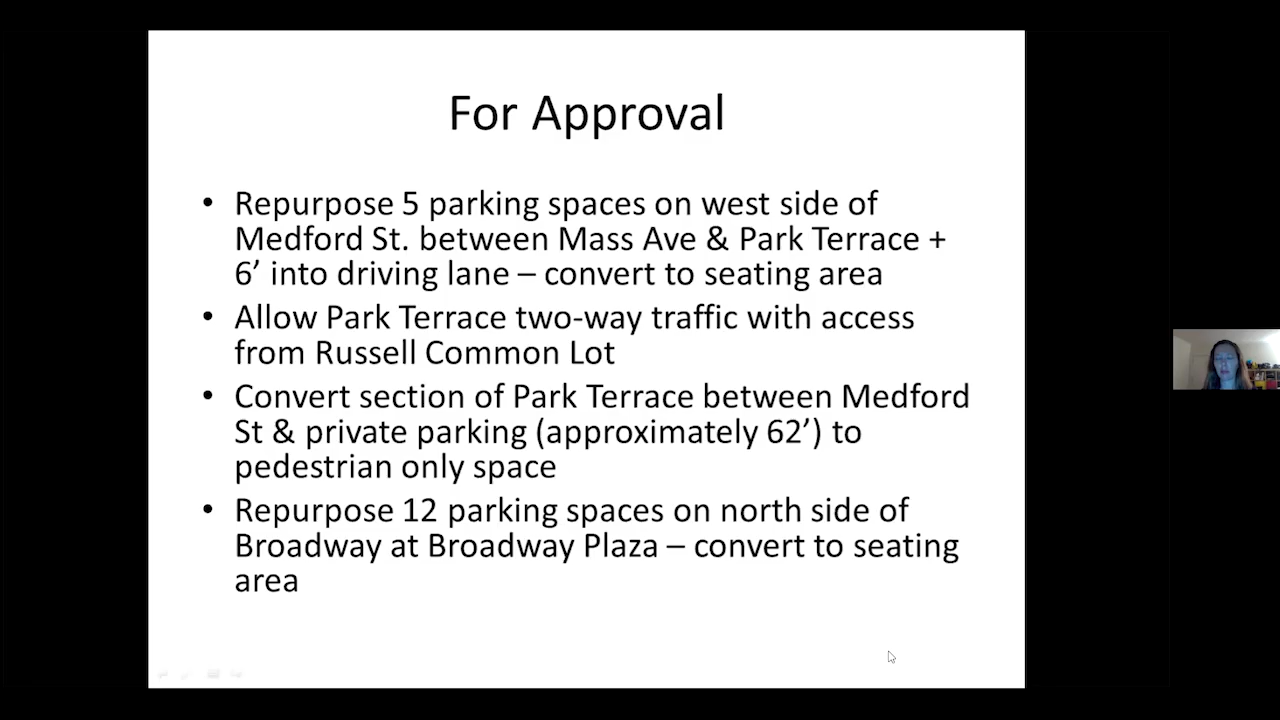 For Approval
• Repurpose 5 parking spaces on west side of
Medford St. between Mass Ave & Park Terrace +
6’ into driving lane – convert to seating area
• Allow Park Terrace two-way traffic with access
from Russell Common Lot
• Convert section of Park Terrace between Medford
St & private parking (approximately 62’) to
pedestrian only space
• Repurpose 12 parking spaces on north side of
Broadway at Broadway Plaza – convert to seating
area